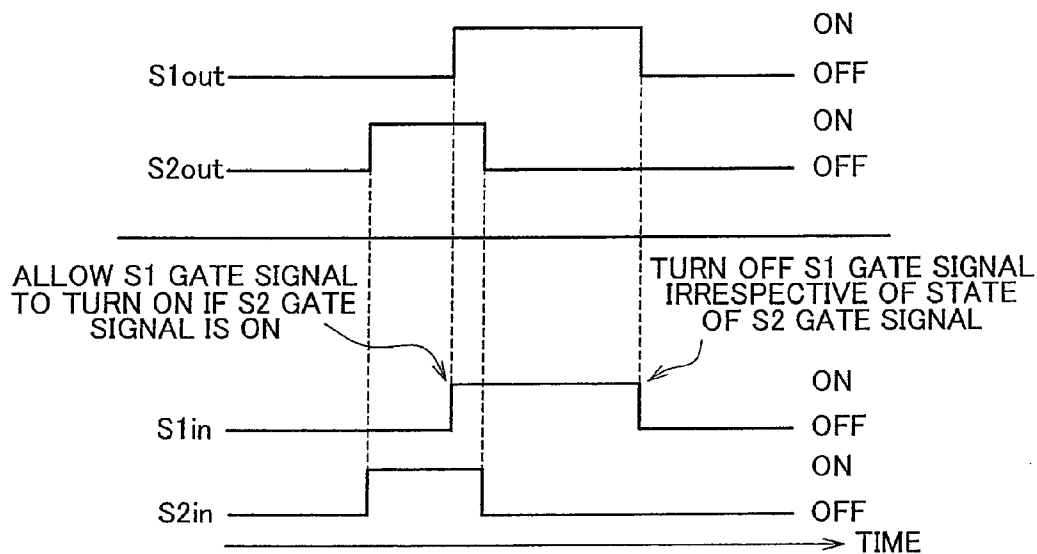 ON
S1out
OFF
ON
S2out
OFF
ALLOW S1 GATE SIGNAL
TO TURN ON IF S2 GATE
SIGNAL IS ON
TURN OFF S1 GATE SIGNAL
IRRESPECTIVE OF STATE
OF S2 GATE SIGNAL
ON
S1in
OFF
ON
S2in
OFF
TIME